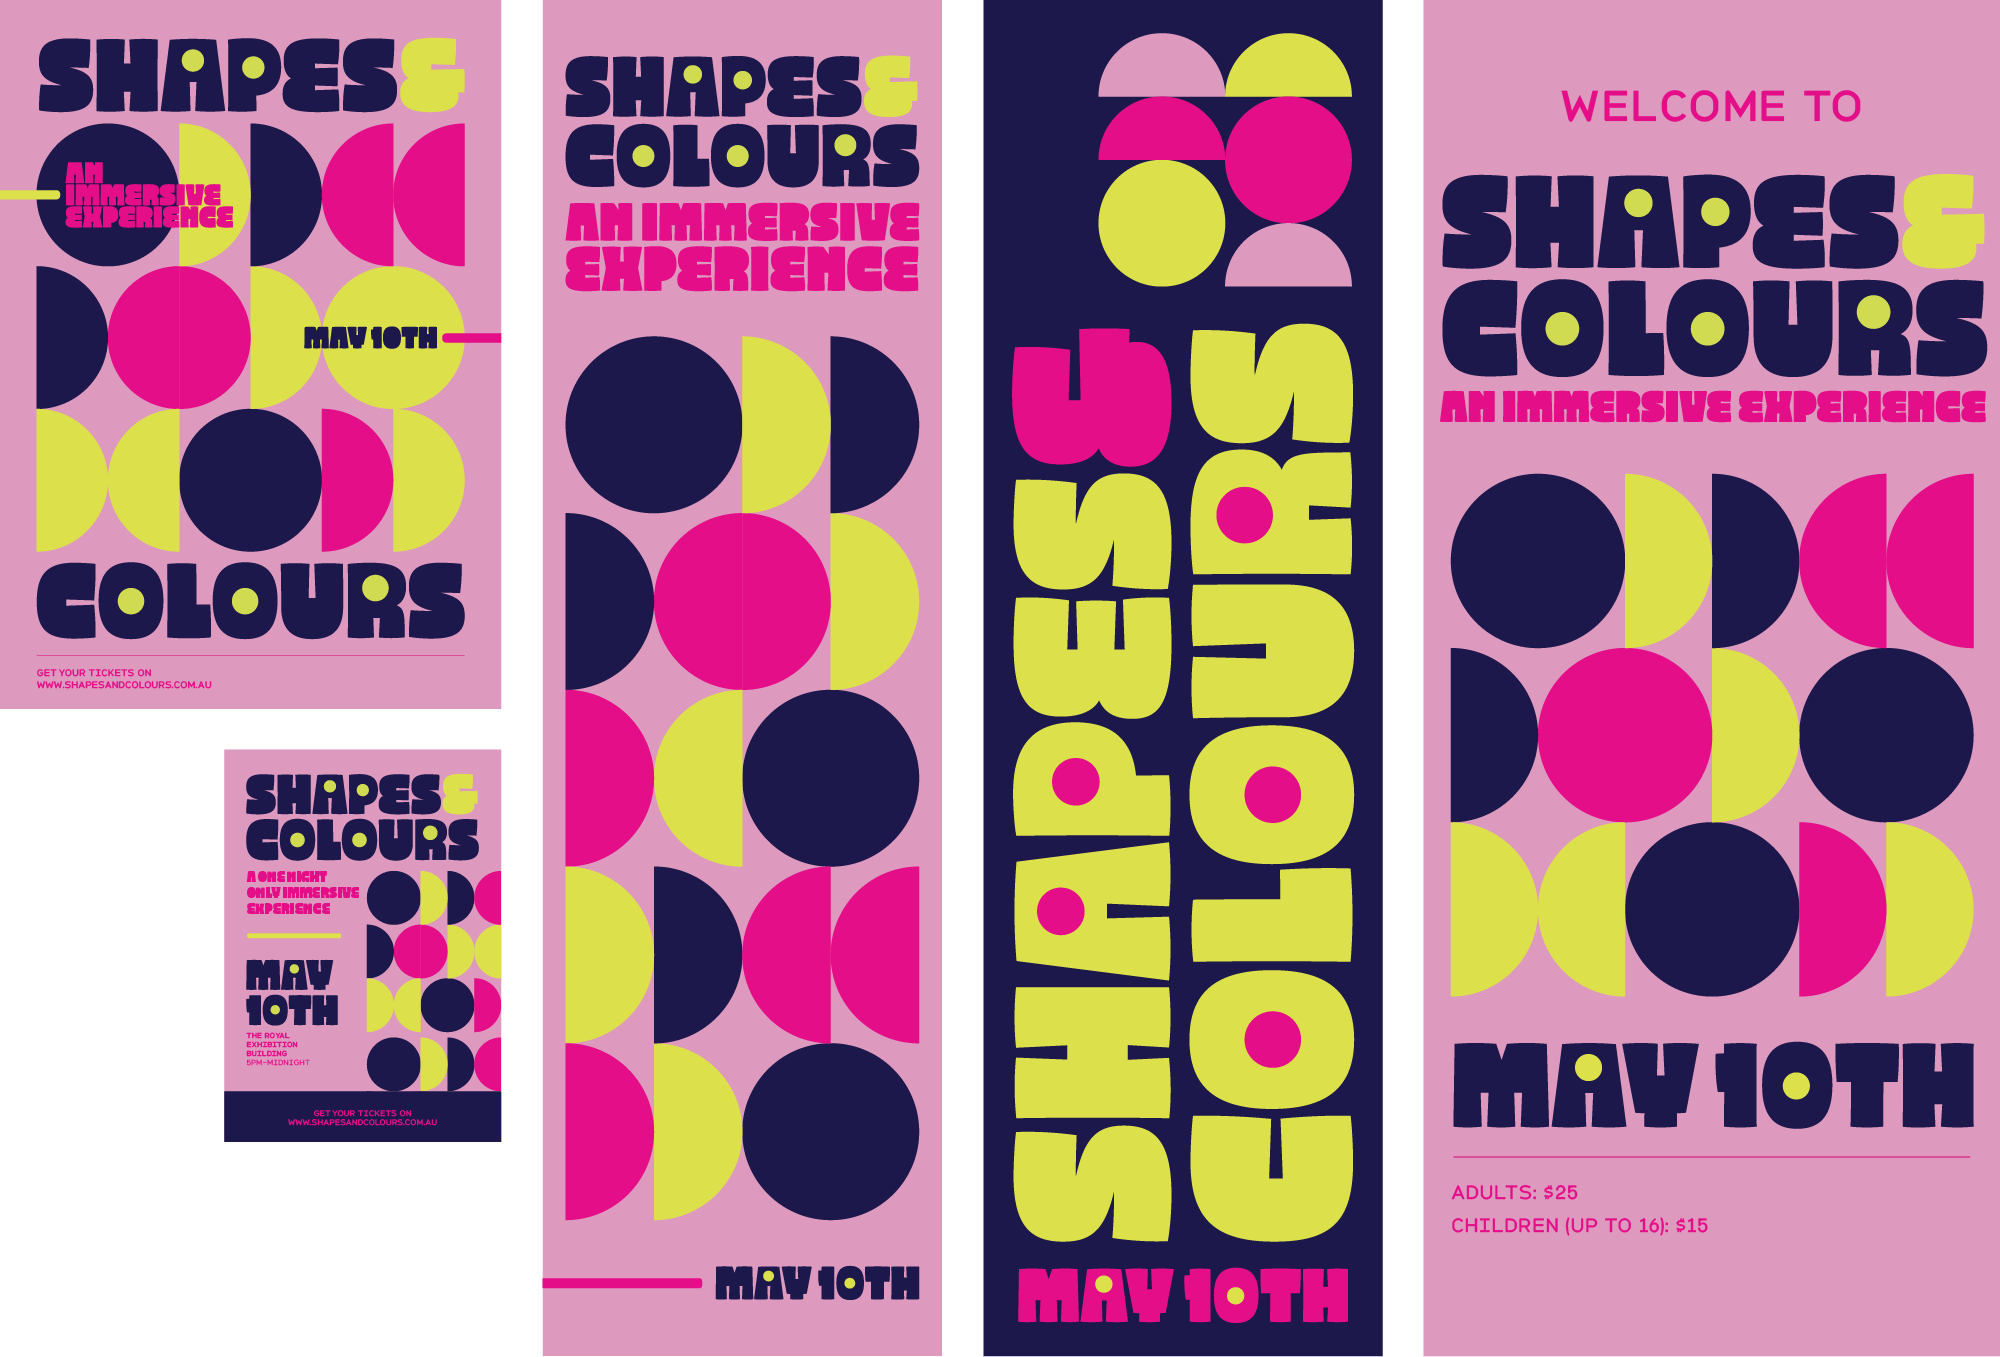 SHAPES&
AN
IMMERSIVE
EXPERIENCE
MAY 10TH
COLOURS
GET YOUR TICKETS ON
WWW.SHAPESANDCOLOURS.COM.AU
SHAPES&
COLOURS
A ONE NIGHT
ONLY IMMERSIVE
EXPERIENCE
MAY
10TH
THE ROYAL
EXHIBITION
BUILDING
5PM-MIDNIGHT
GET YOUR TICKETS ON
WWW.SHAPESANDCOLOURS.COM.AU
SHAPES&
COLOURS
AN IMMERSIVE
EXPERIENCE
MAY 10TH
SHAPES&
COLOURS
MAY 10TH
WELCOME TO
SHAPES&
COLOURS
AN IMMERSIVE EXPERIENCE
MAY 10TH
ADULTS: $25
CHILDREN (UP TO 16): $15